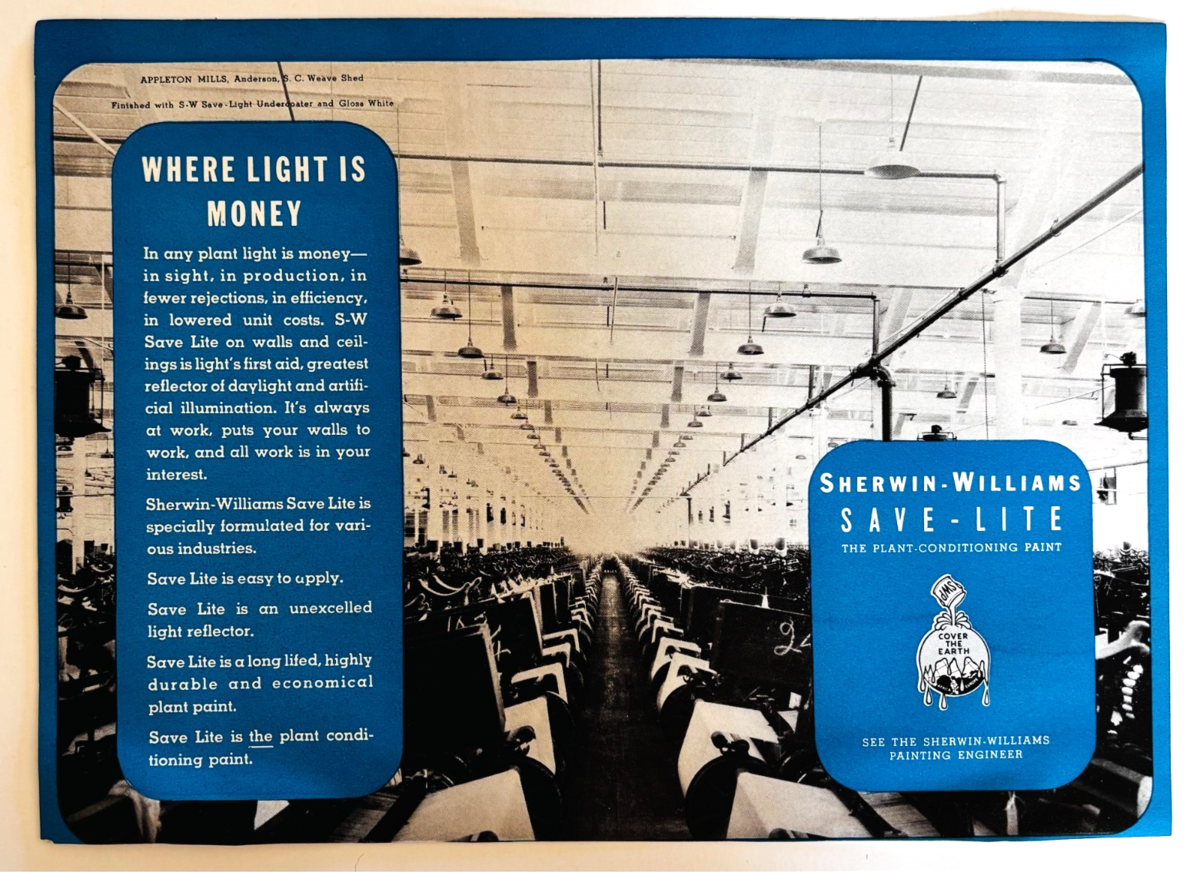 APPLETON MILLS, Anderson, S. C. Weave Shed
Finished with S-W Save-Light Undercoater and Gloss White
WHERE LIGHT IS
MONEY
In any plant light is money—
in sight, in production, in
fewer rejections, in efficiency,
in lowered unit costs. S-W
Save Lite on walls and ceil-
ings is light's first aid, greatest
reflector of daylight and artifi-
cial illumination. It's always
at work, puts your walls to
work, and all work is in your
interest.
Sherwin-Williams Save Lite is
specially formulated for vari-
ous industries.
Save Lite is easy to apply.
Save Lite is an unexcelled
light reflector.
Save Lite is a long lifed, highly
durable and economical
plant paint.
Save Lite is the plant condi-
tioning paint.
SHERWIN-WILLIAMS
SAVE-LITE
THE PLANT-CONDITIONING PAINT
SWP
COVER
THE
EARTH
SEE THE SHERWIN-WILLIAMS
PAINTING ENGINEER